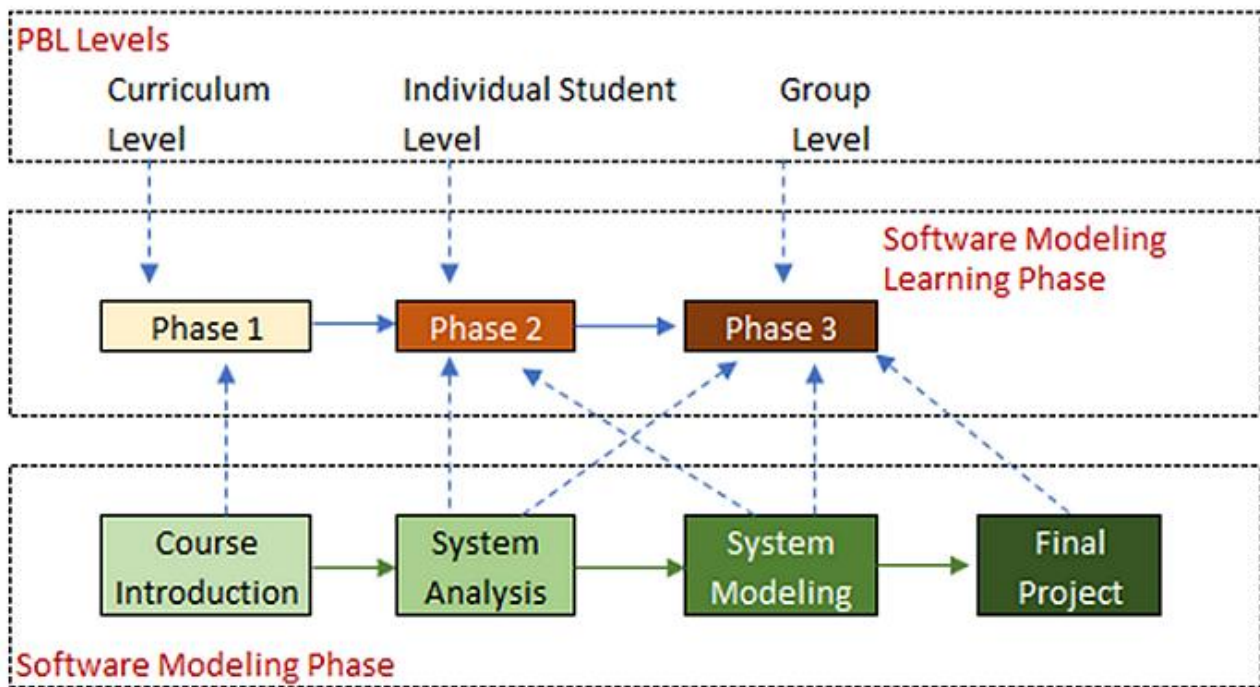 PBL Levels
Curriculum
Level
Individual Student
Level
Group
Level
Software Modeling
Learning Phase
Phase 1
Phase 2
Phase 3
Course
Introduction
System
Analysis
System
Modeling
Final
Project
Software Modeling Phase